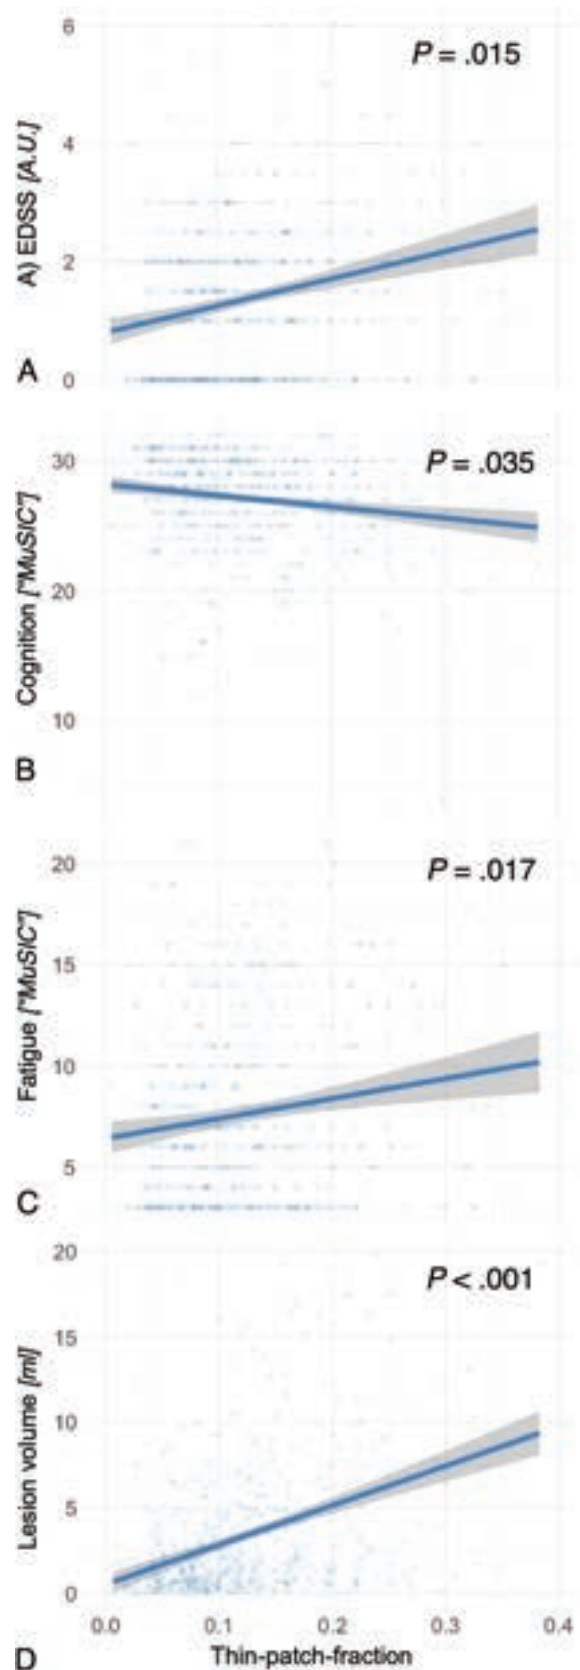 6
P = .015
4
A) EDSS [A.U.]
2
0
A
30
P = .035
Cognition ["MuSIC"]
20
10
B
20
P = .017
15
Fatigue ["MuSIC"]
10
5
C
20
P < .001
15
Lesion volume [ml]
10
5
0
0.0 0.1 0.2 0.3 0.4
D Thin-patch-fraction